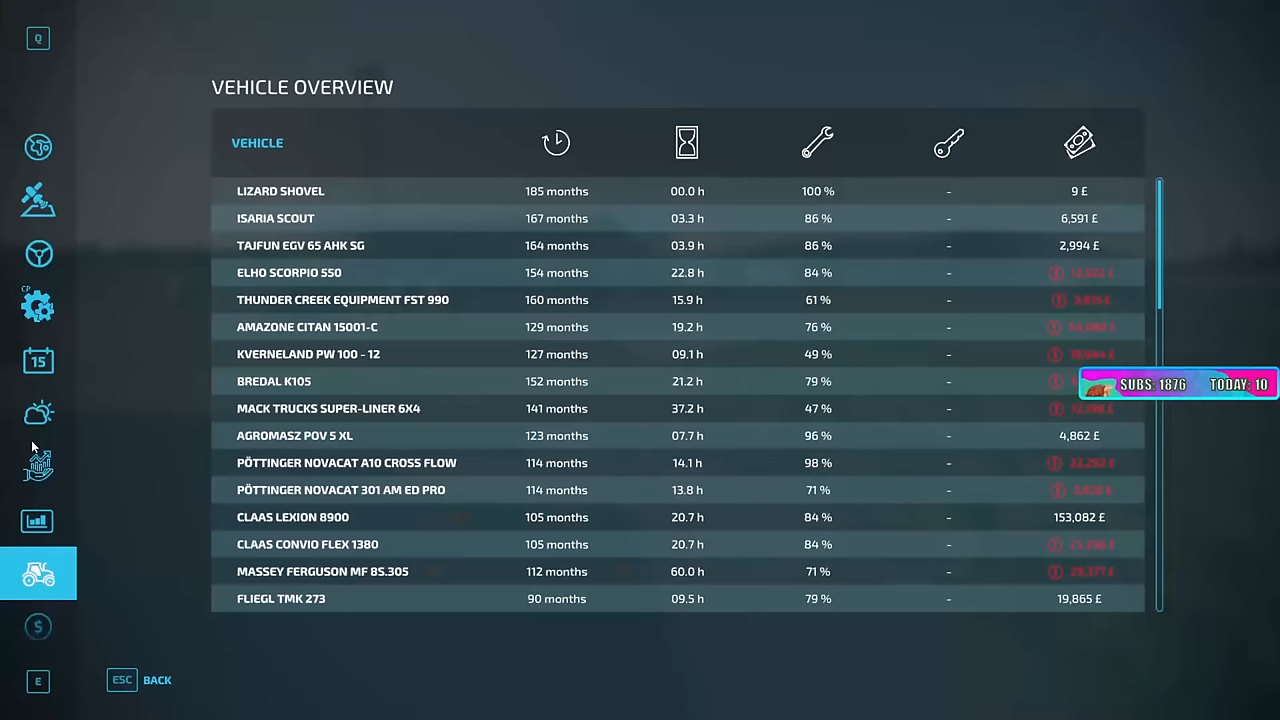 Q
VEHICLE OVERVIEW
VEHICLE
LIZARD SHOVEL 185 months 00.0 h 100 % - 9 £
ISARIA SCOUT 167 months 03.3 h 86 % - 6,591 £
TAJFUN EGV 65 AHK SG 164 months 03.9 h 86 % - 2,994 £
ELHO SCORPIO 550 154 months 22.8 h 84 % -
THUNDER CREEK EQUIPMENT FST 990 160 months 15.9 h 61 % -
AMAZONE CITAN 15001-C 129 months 19.2 h 76 % -
KVERNELAND PW 100 - 12 127 months 09.1 h 49 % -
BREDAL K105 152 months 21.2 h 79 % -
SUBS: 1876 TODAY: 10
MACK TRUCKS SUPER-LINER 6X4 141 months 37.2 h 47 % -
AGROMASZ POV 5 XL 123 months 07.7 h 96 % - 4,862 £
PÖTTINGER NOVACAT A10 CROSS FLOW 114 months 14.1 h 98 % -
PÖTTINGER NOVACAT 301 AM ED PRO 114 months 13.8 h 71 % -
CLAAS LEXION 8900 105 months 20.7 h 84 % - 153,082 £
CLAAS CONVIO FLEX 1380 105 months 20.7 h 84 % -
MASSEY FERGUSON MF 8S.305 112 months 60.0 h 71 % -
FLIEGL TMK 273 90 months 09.5 h 79 % - 19,865 £
CP
15
$
E
ESC BACK